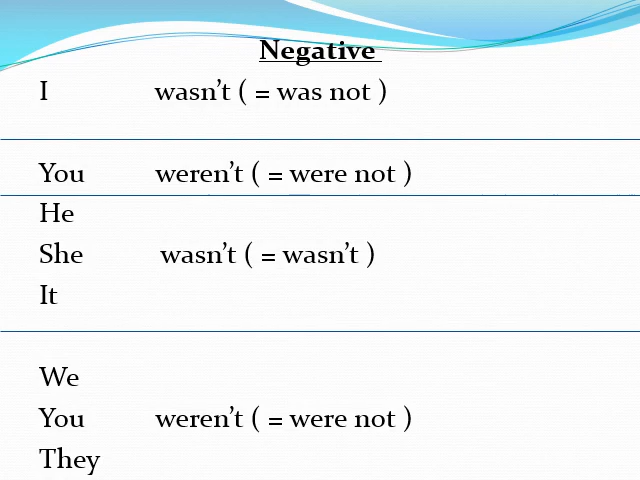 Negative
I wasn’t ( = was not )
You weren’t ( = were not )
He
She wasn’t ( = wasn’t )
It
We
You weren’t ( = were not )
They